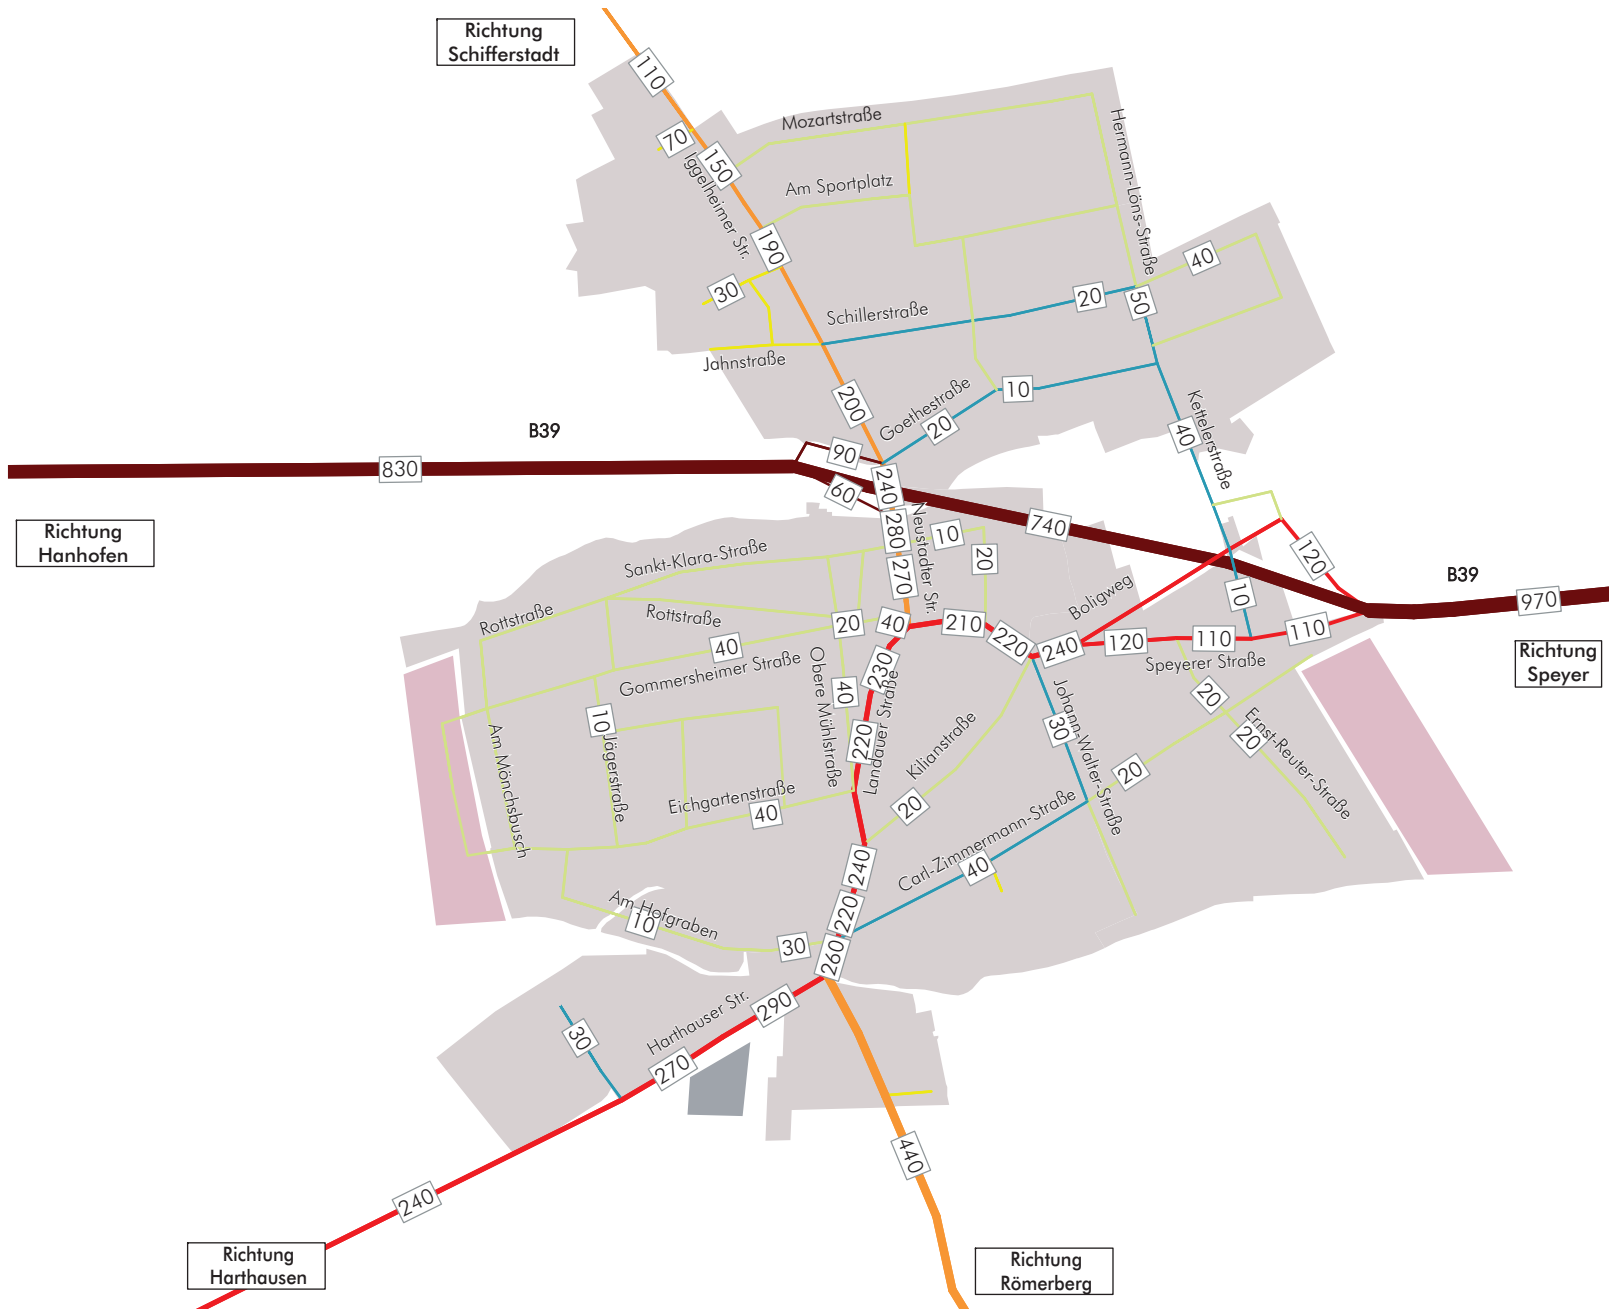 Richtung
Schifferstadt
110
70
150
Iggelheimer Str.
Mozartstraße
Hermann-Löns-Straße
Am Sportplatz
190
30
40
20
50
Schillerstraße
Jahnstraße
200
Goethestraße
20
10
Kettelerstraße
40
B39
830
90
60
240
280
270
Neustadter Str.
740
Richtung
Hanhofen
10
20
120
B39
970
10
Sankt-Klara-Straße
Rottstraße
Rottstraße
Boligweg
20
40
210
220
240
120
110
110
Speyerer Straße
Richtung
Speyer
40
Gommersheimer Straße
Obere Mühlstraße
40
230
220
Landauer Straße
Kilianstraße
20
30
Johann-Walter-Straße
20
20
20
Ernst-Reuter-Straße
10
Jägerstraße
Am Mönchsbusch
Eichgartenstraße
40
240
220
260
Carl-Zimmermann-Straße
40
Am Hofgraben
10
30
Harthauser Str.
290
270
30
440
240
Richtung
Harthausen
Richtung
Römerberg